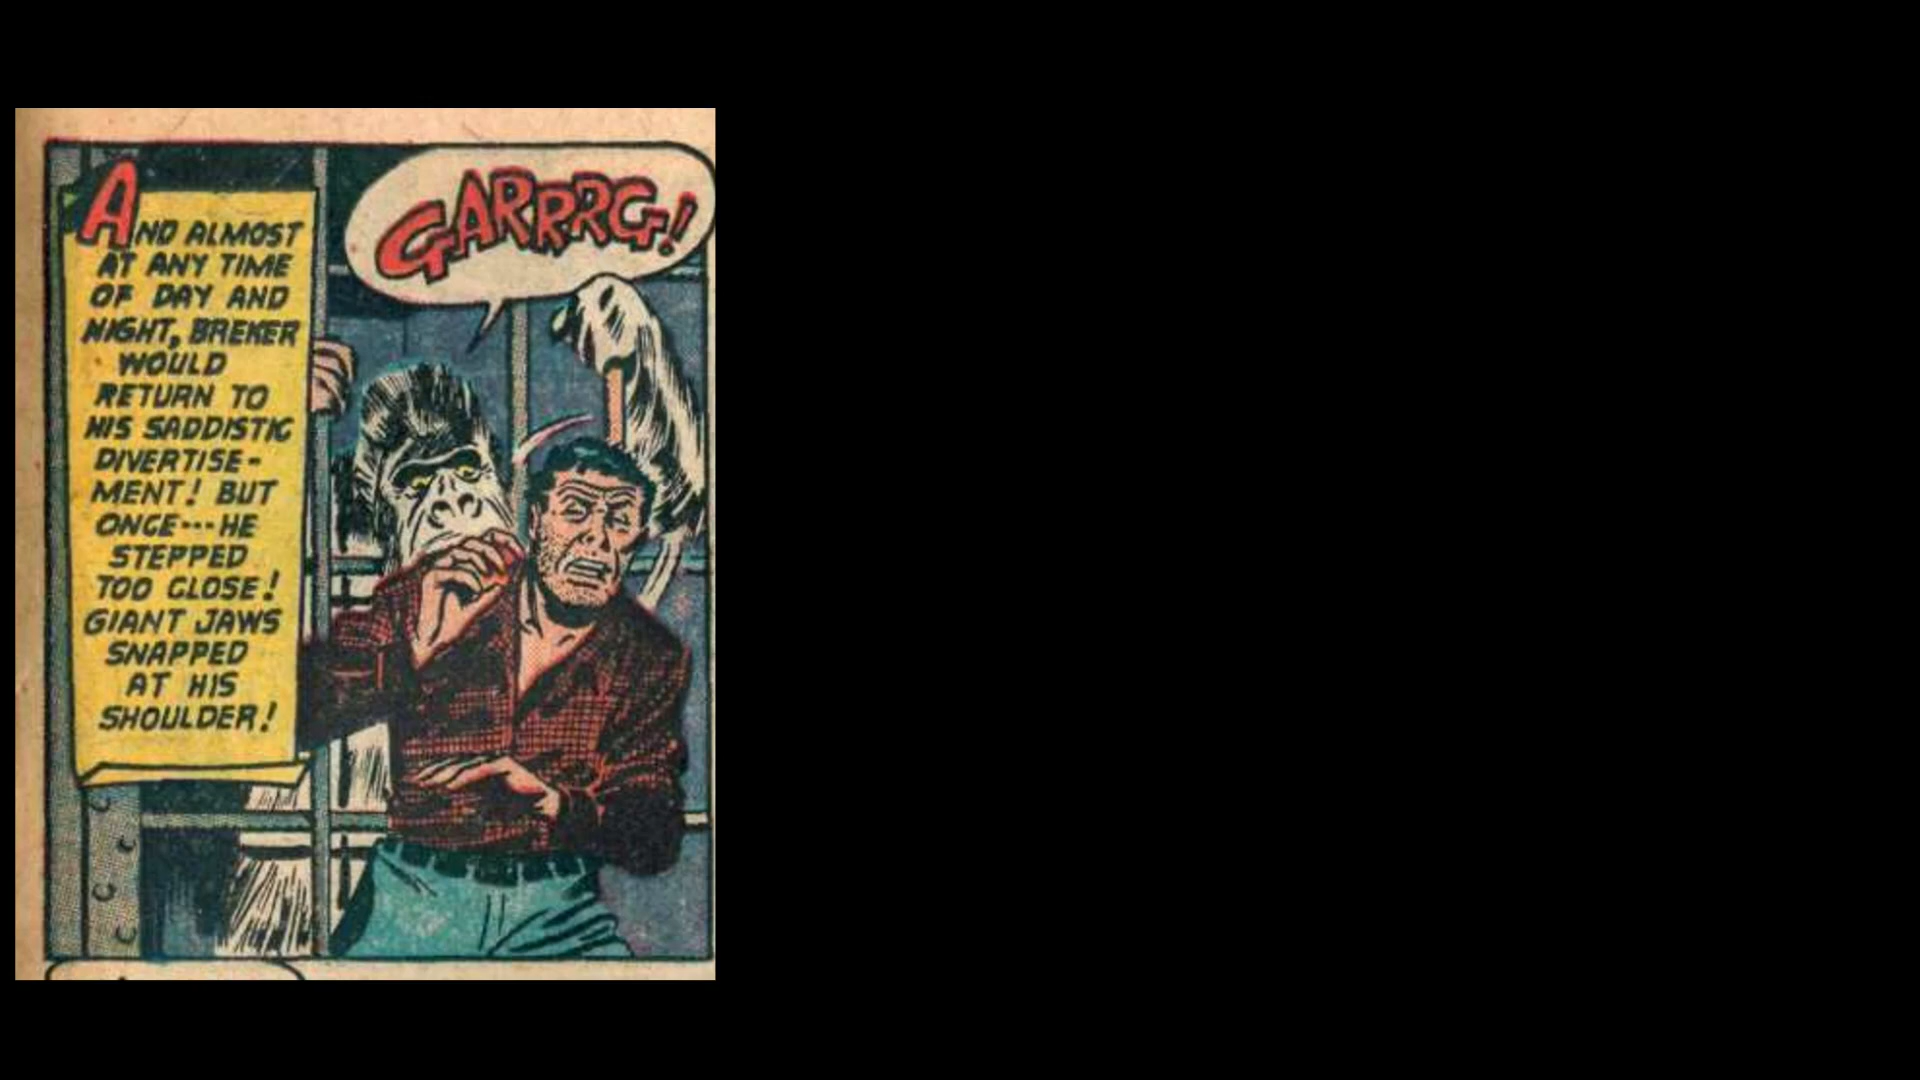 AND ALMOST
AT ANY TIME
OF DAY AND
NIGHT, BREKER
WOULD
RETURN TO
HIS SADDISTIC
DIVERTISE-
MENT! BUT
ONCE---HE
STEPPED
TOO CLOSE!
GIANT JAWS
SNAPPED
AT HIS
SHOULDER!
GARRRG!